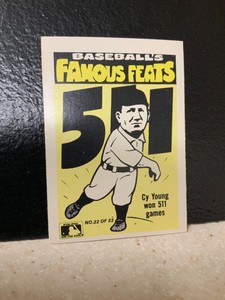 BASEBALL'S
FAMOUS FEATS
511
Cy Young
won 511
games
NO. 22 OF 22